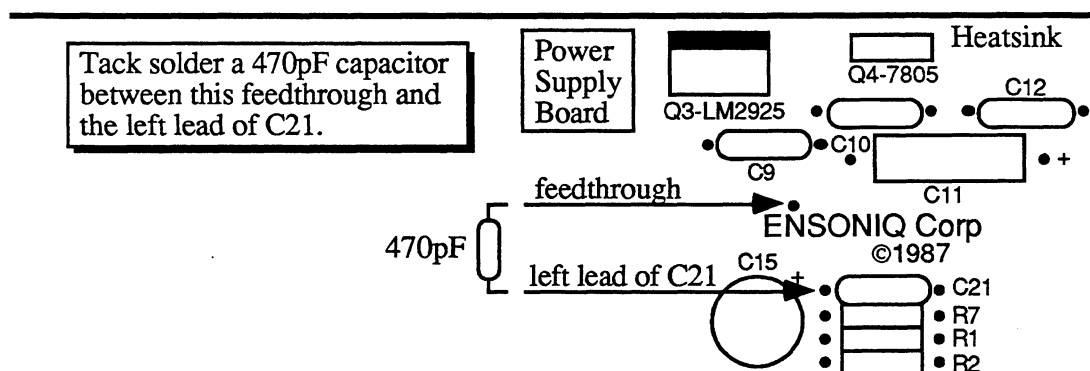 Tack solder a 470pF capacitor
between this feedthrough and
the left lead of C21.
Power
Supply
Board
Heatsink
Q3-LM2925
Q4-7805
C12
C10
C9
+
C11
feedthrough
ENSONIQ Corp
©1987
470pF
C15
+
left lead of C21
C21
R7
R1
R2